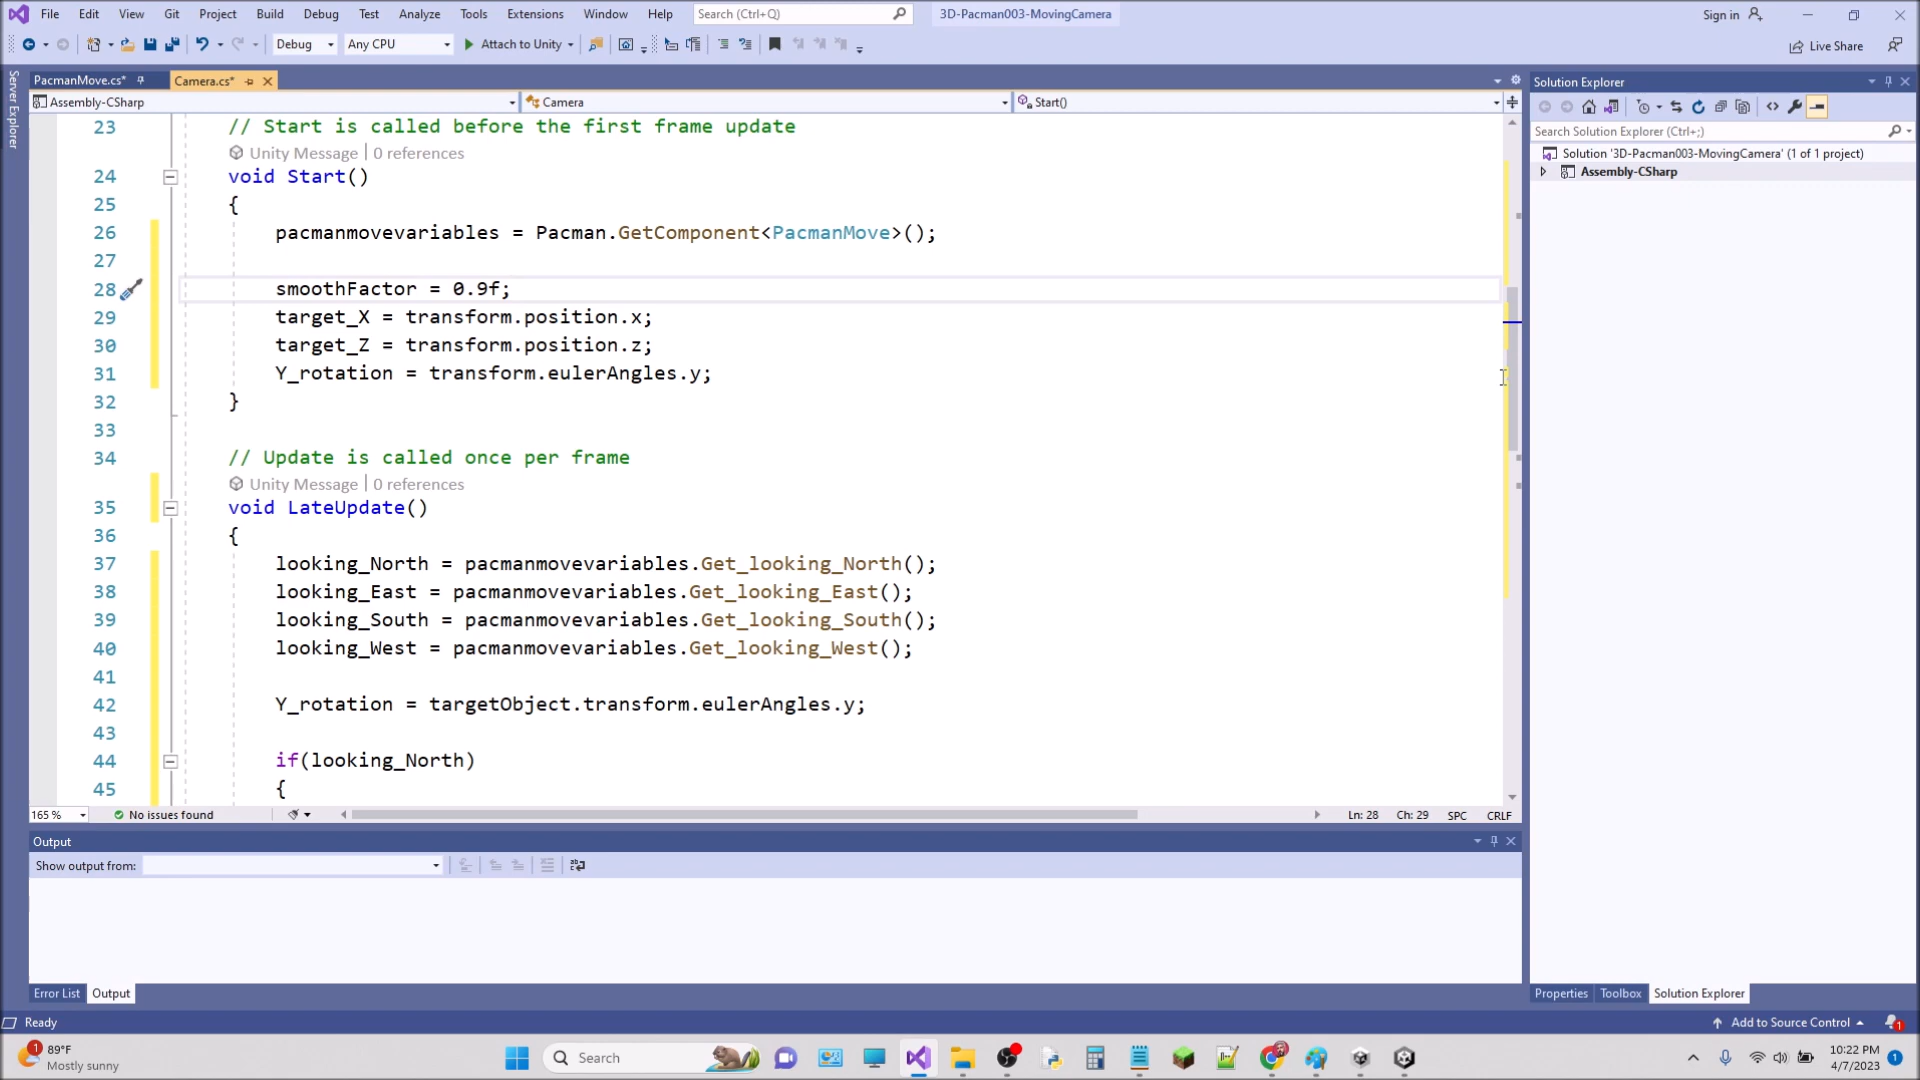 File Edit View Git Project Build Debug Test Analyze Tools Extensions Window Help Search (Ctrl+Q) 3D-Pacman003-MovingCamera Sign in
Debug Any CPU Attach to Unity Live Share
Server Explorer
PacmanMove.cs* Camera.cs*
Assembly-CSharp Camera Start()
23 // Start is called before the first frame update
Unity Message | 0 references
24 void Start()
25 {
26 pacmanmovevariables = Pacman.GetComponent<PacmanMove>();
27
28 smoothFactor = 0.9f;
29 target_X = transform.position.x;
30 target_Z = transform.position.z;
31 Y_rotation = transform.eulerAngles.y;
32 }
33
34 // Update is called once per frame
Unity Message | 0 references
35 void LateUpdate()
36 {
37 looking_North = pacmanmovevariables.Get_looking_North();
38 looking_East = pacmanmovevariables.Get_looking_East();
39 looking_South = pacmanmovevariables.Get_looking_South();
40 looking_West = pacmanmovevariables.Get_looking_West();
41
42 Y_rotation = targetObject.transform.eulerAngles.y;
43
44 if(looking_North)
45 {
165 % No issues found Ln: 28 Ch: 29 SPC CRLF
Output
Show output from:
Error List Output
Solution Explorer
Search Solution Explorer (Ctrl+;)
Solution '3D-Pacman003-MovingCamera' (1 of 1 project)
Assembly-CSharp
Properties Toolbox Solution Explorer
Ready Add to Source Control 1
1 89°F
Mostly sunny
Search
10:22 PM
4/7/2023 1